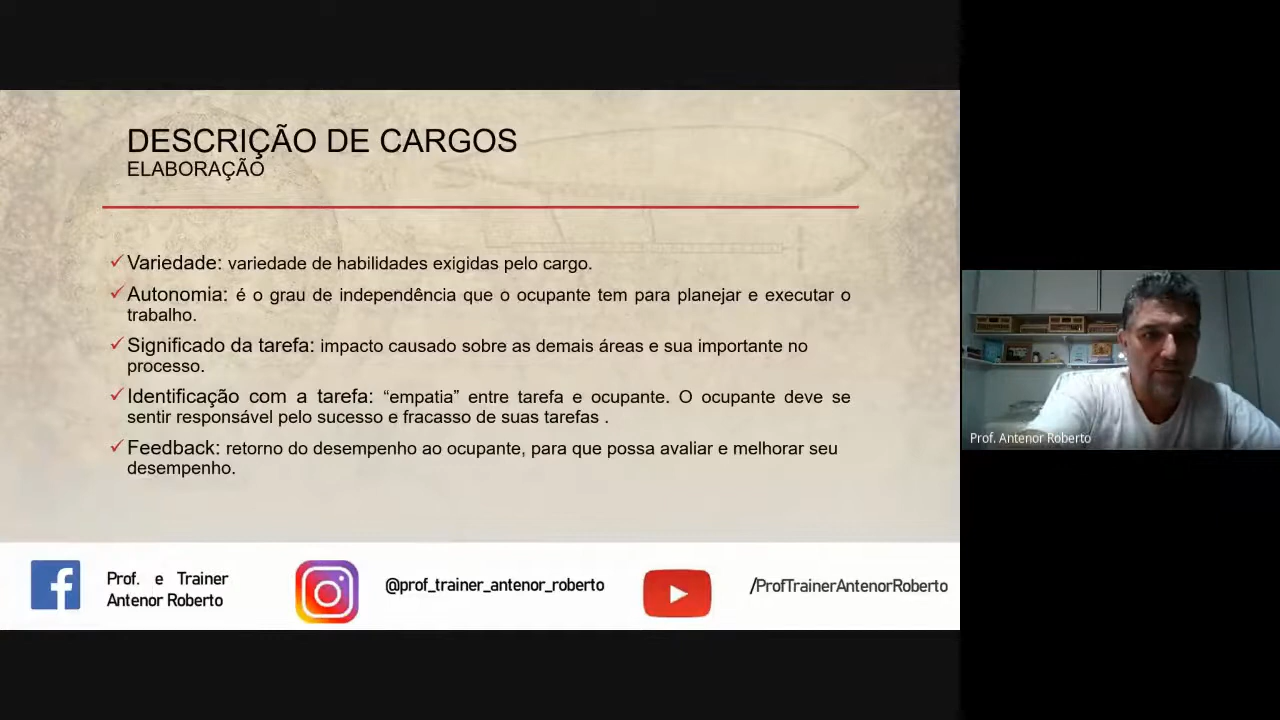 DESCRIÇÃO DE CARGOS
ELABORAÇÃO
Variedade: variedade de habilidades exigidas pelo cargo.
Autonomia: é o grau de independência que o ocupante tem para planejar e executar o
trabalho.
Significado da tarefa: impacto causado sobre as demais áreas e sua importante no
processo.
Identificação com a tarefa: “empatia” entre tarefa e ocupante. O ocupante deve se
sentir responsável pelo sucesso e fracasso de suas tarefas .
Feedback: retorno do desempenho ao ocupante, para que possa avaliar e melhorar seu
desempenho.
Prof. e Trainer
Antenor Roberto
@prof_trainer_antenor_roberto
/ProfTrainerAntenorRoberto
Prof. Antenor Roberto